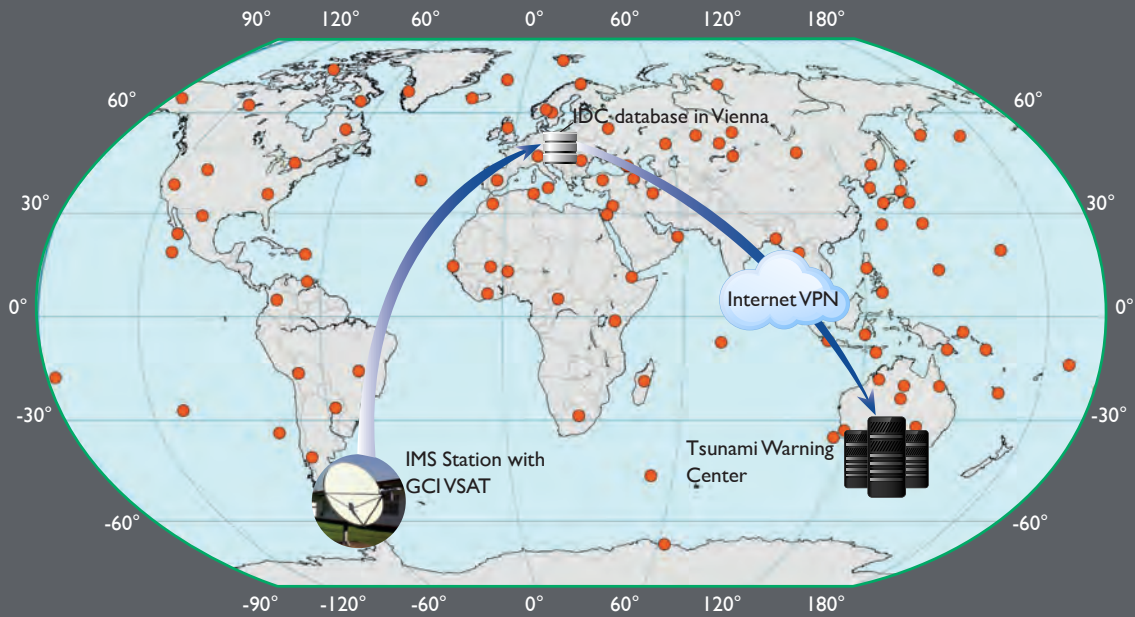 90° 120° 60° 0° 60° 120° 180°
60° 60°
IDC database in Vienna
30° 30°
Internet VPN
0° 0°
-30° -30°
IMS Station with
GCI VSAT
Tsunami Warning
Center
-60° -60°
-90° -120° -60° 0° 60° 120° 180°